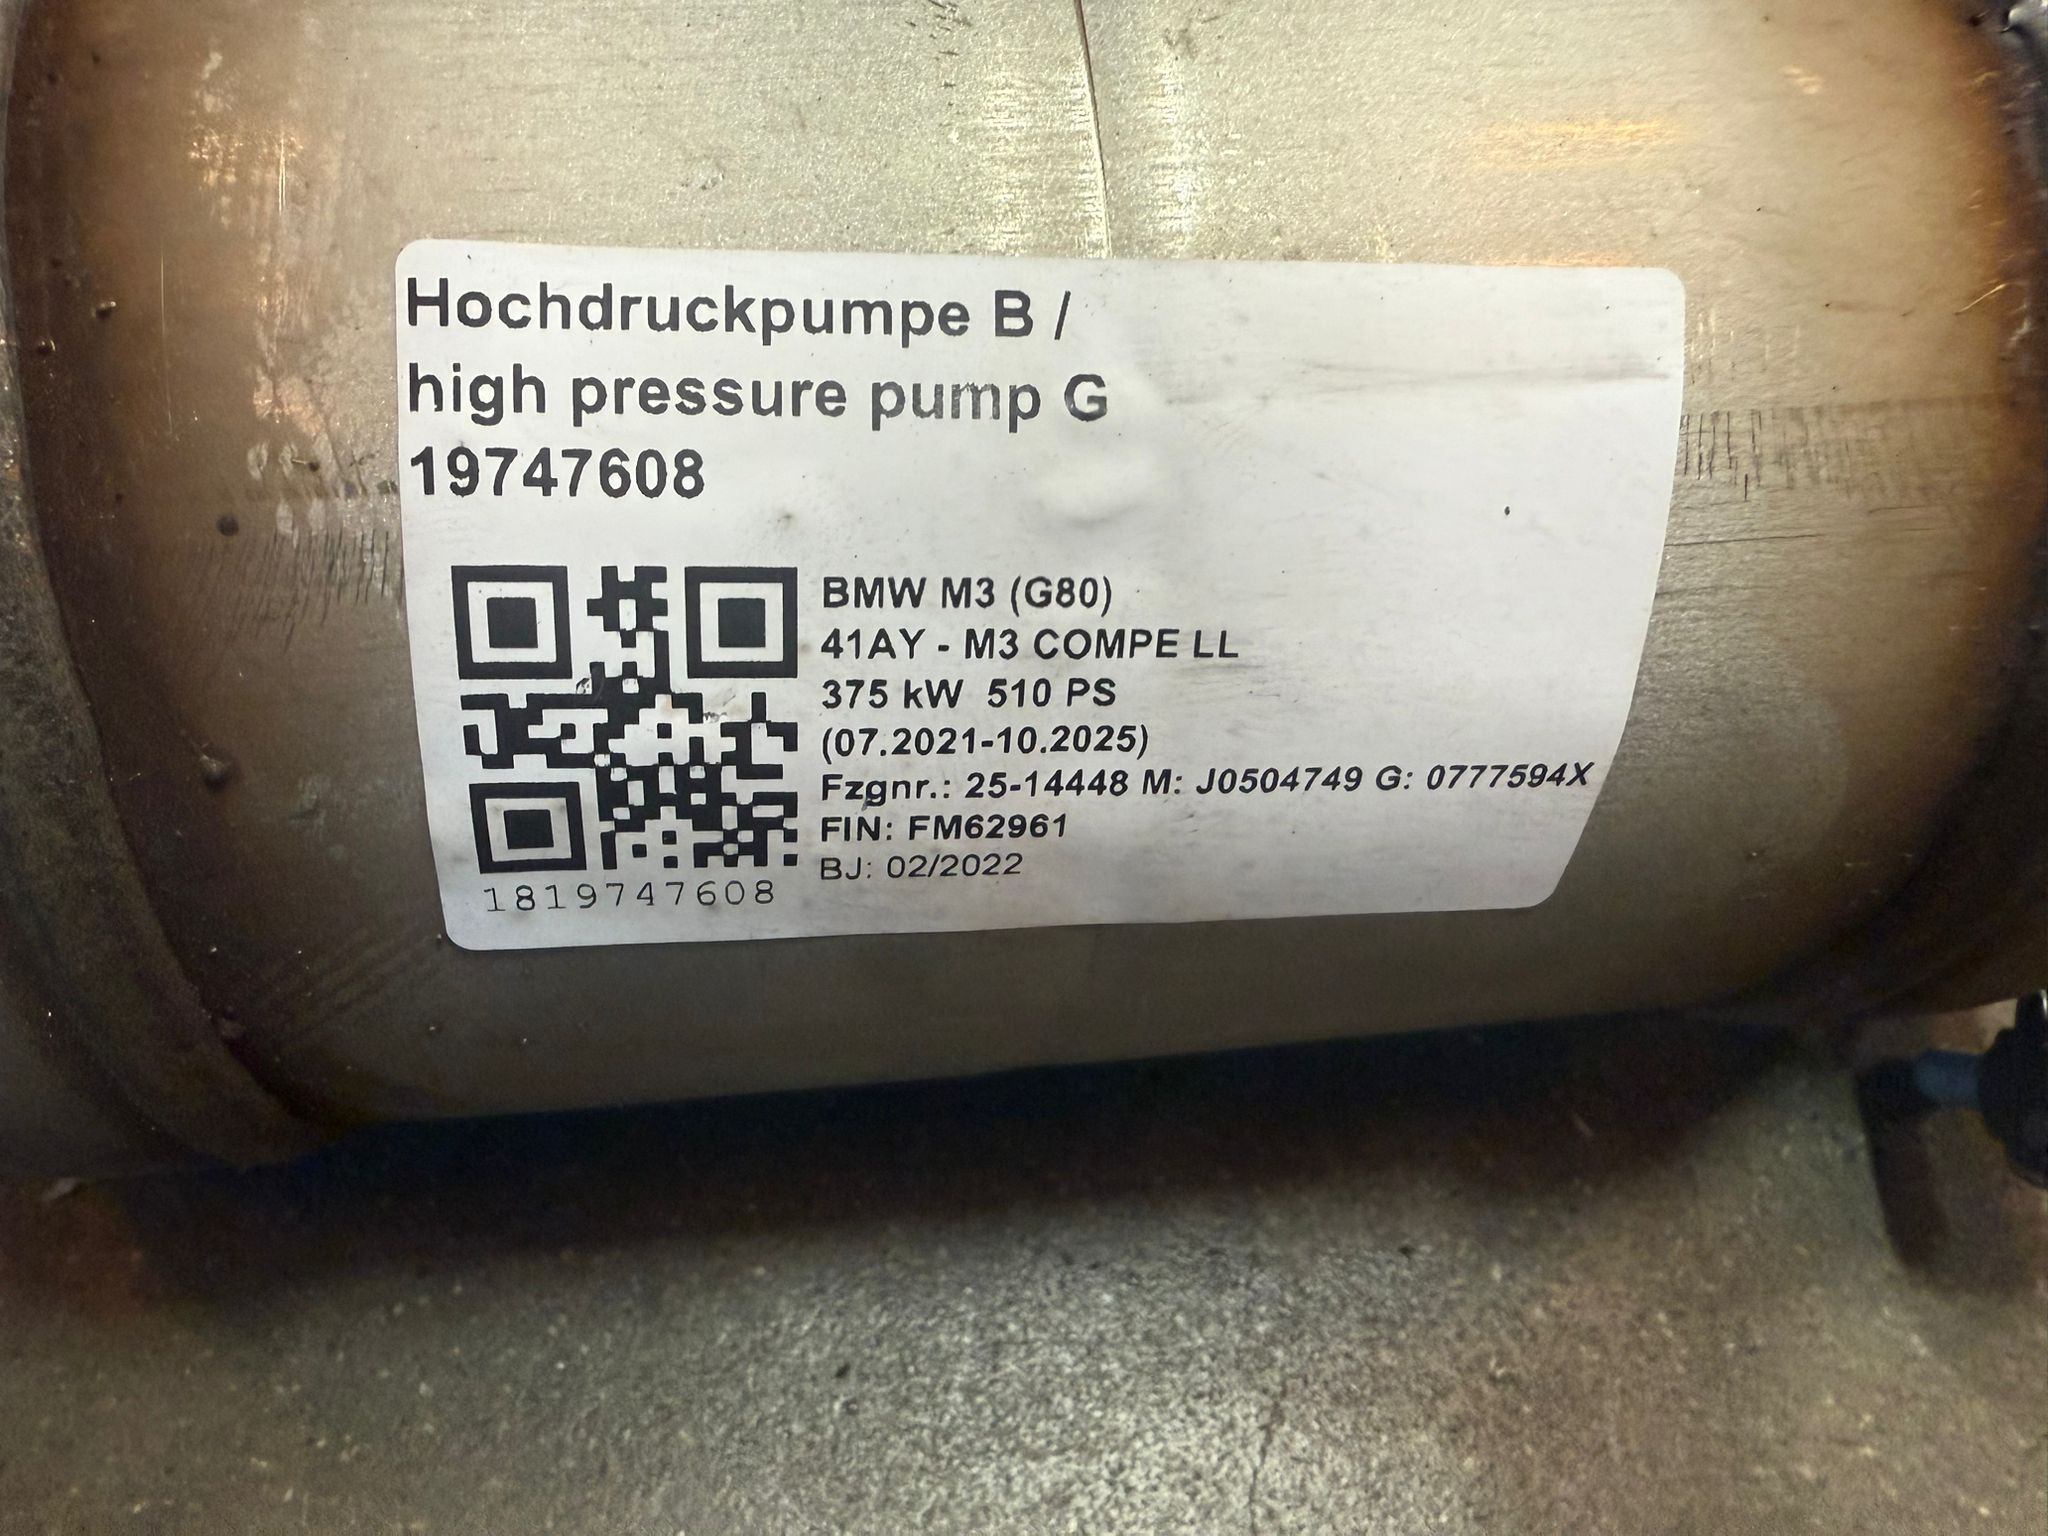 Hochdruckpumpe B /
high pressure pump G
19747608
BMW M3 (G80)
41AY - M3 COMPE LL
375 kW 510 PS
(07.2021-10.2025)
Fzgnr.: 25-14448 M: J0504749 G: 0777594X
FIN: FM62961
BJ: 02/2022
1819747608